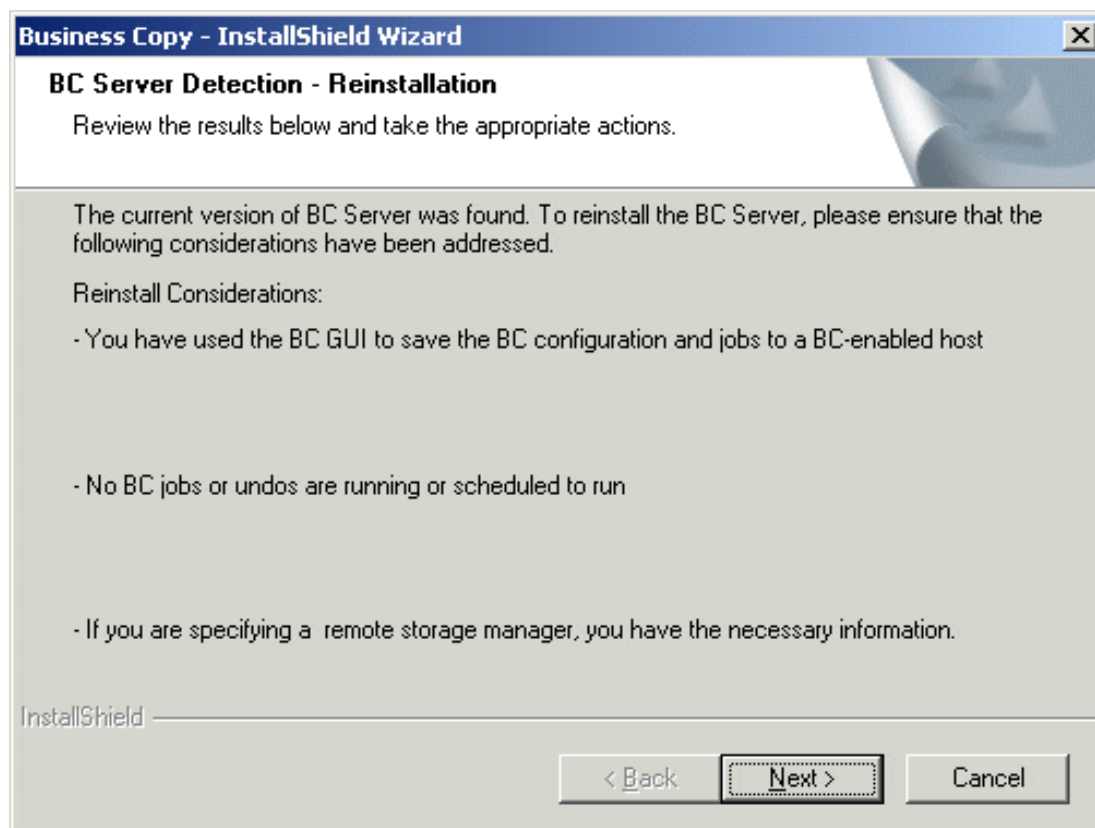 Business Copy - InstallShield Wizard
BC Server Detection - Reinstallation
Review the results below and take the appropriate actions.
The current version of BC Server was found. To reinstall the BC Server, please ensure that the
following considerations have been addressed.
Reinstall Considerations:
- You have used the BC GUI to save the BC configuration and jobs to a BC-enabled host
- No BC jobs or undos are running or scheduled to run
- If you are specifying a  remote storage manager, you have the necessary information.
InstallShield
< Back Next > Cancel